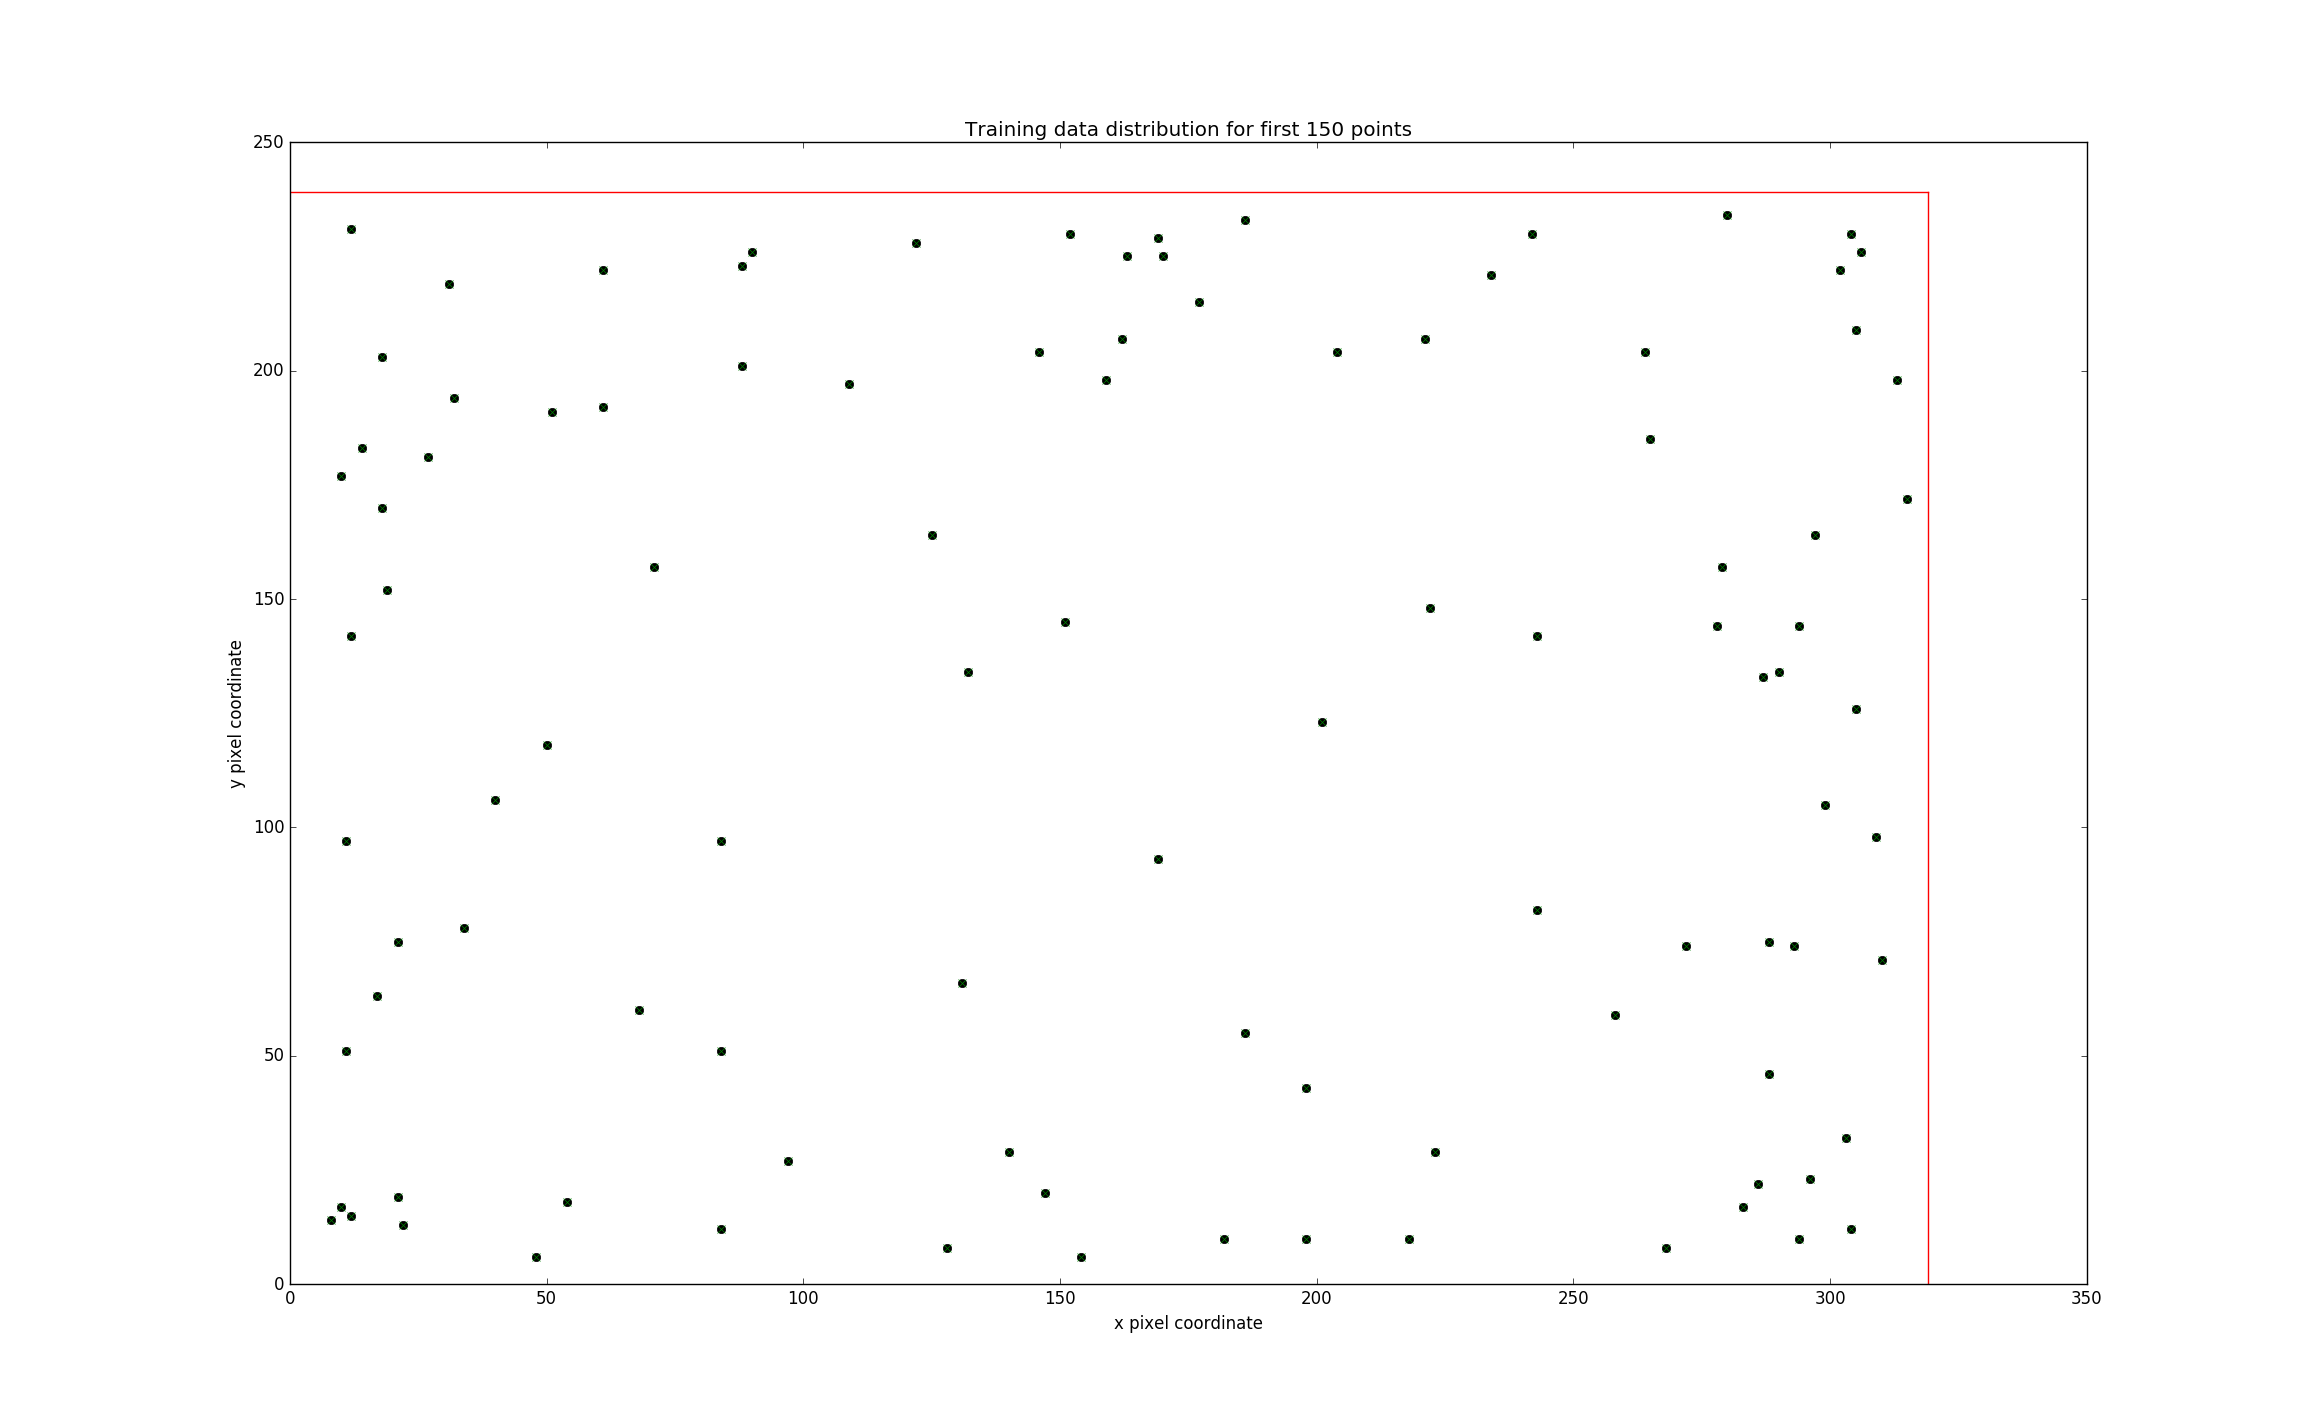 Training data distribution for first 150 points
250
200
150
100
50
0
y pixel coordinate
0 50 100 150 200 250 300 350
x pixel coordinate